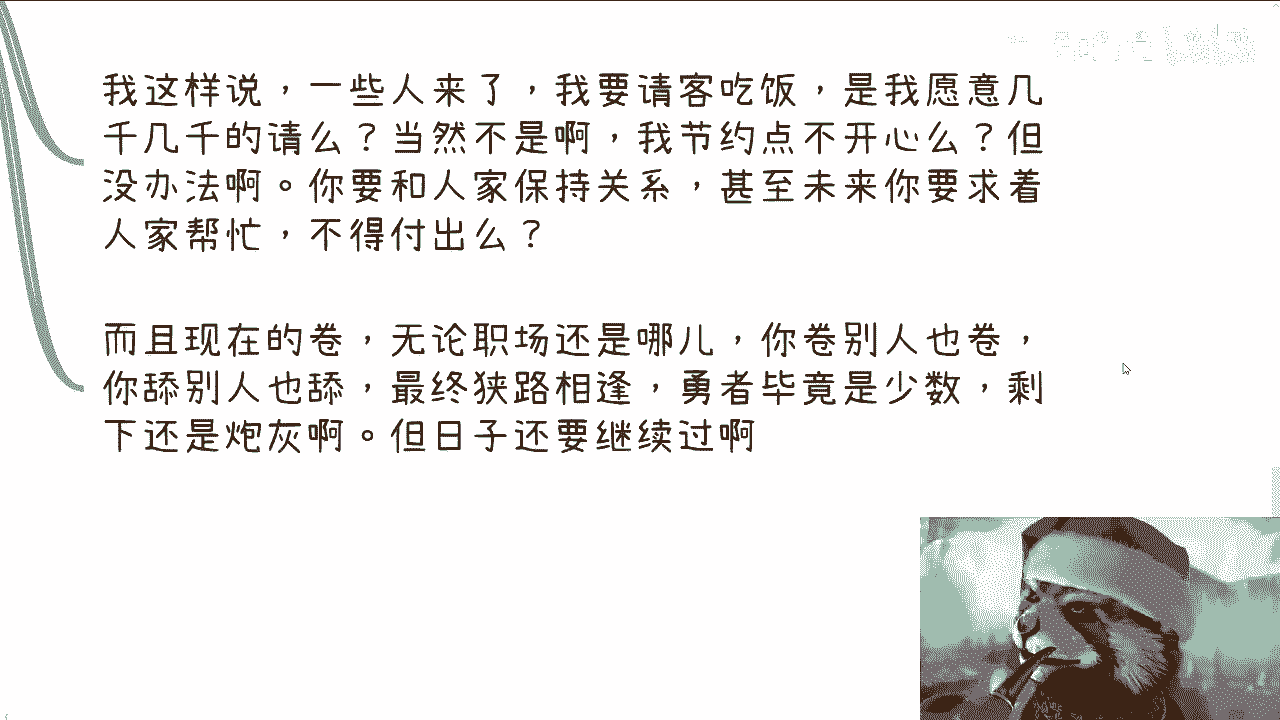 我这样说，一些人来了，我要请客吃饭，是我愿意几
千几千的请么？当然不是啊，我节约点不开心么？但
没办法啊。你要和人家保持关系，甚至未来你要求着
人家帮忙，不得付出么？
而且现在的卷，无论职场还是哪儿，你卷别人也卷，
你舔别人也舔，最终狭路相逢，勇者毕竟是少数，剩
下还是炮灰啊。但日子还要继续过啊